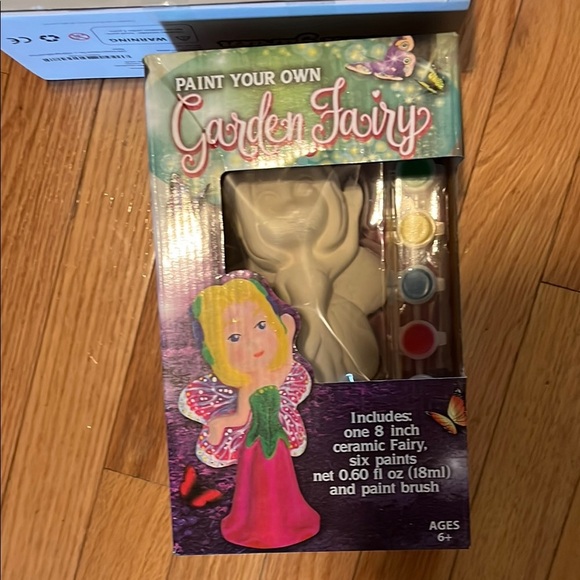 WARNING
PAINT YOUR OWN
Garden Fairy
Includes:
one 8 inch
ceramic Fairy,
six paints
net 0.60 fl oz (18ml)
and paint brush
AGES
6+